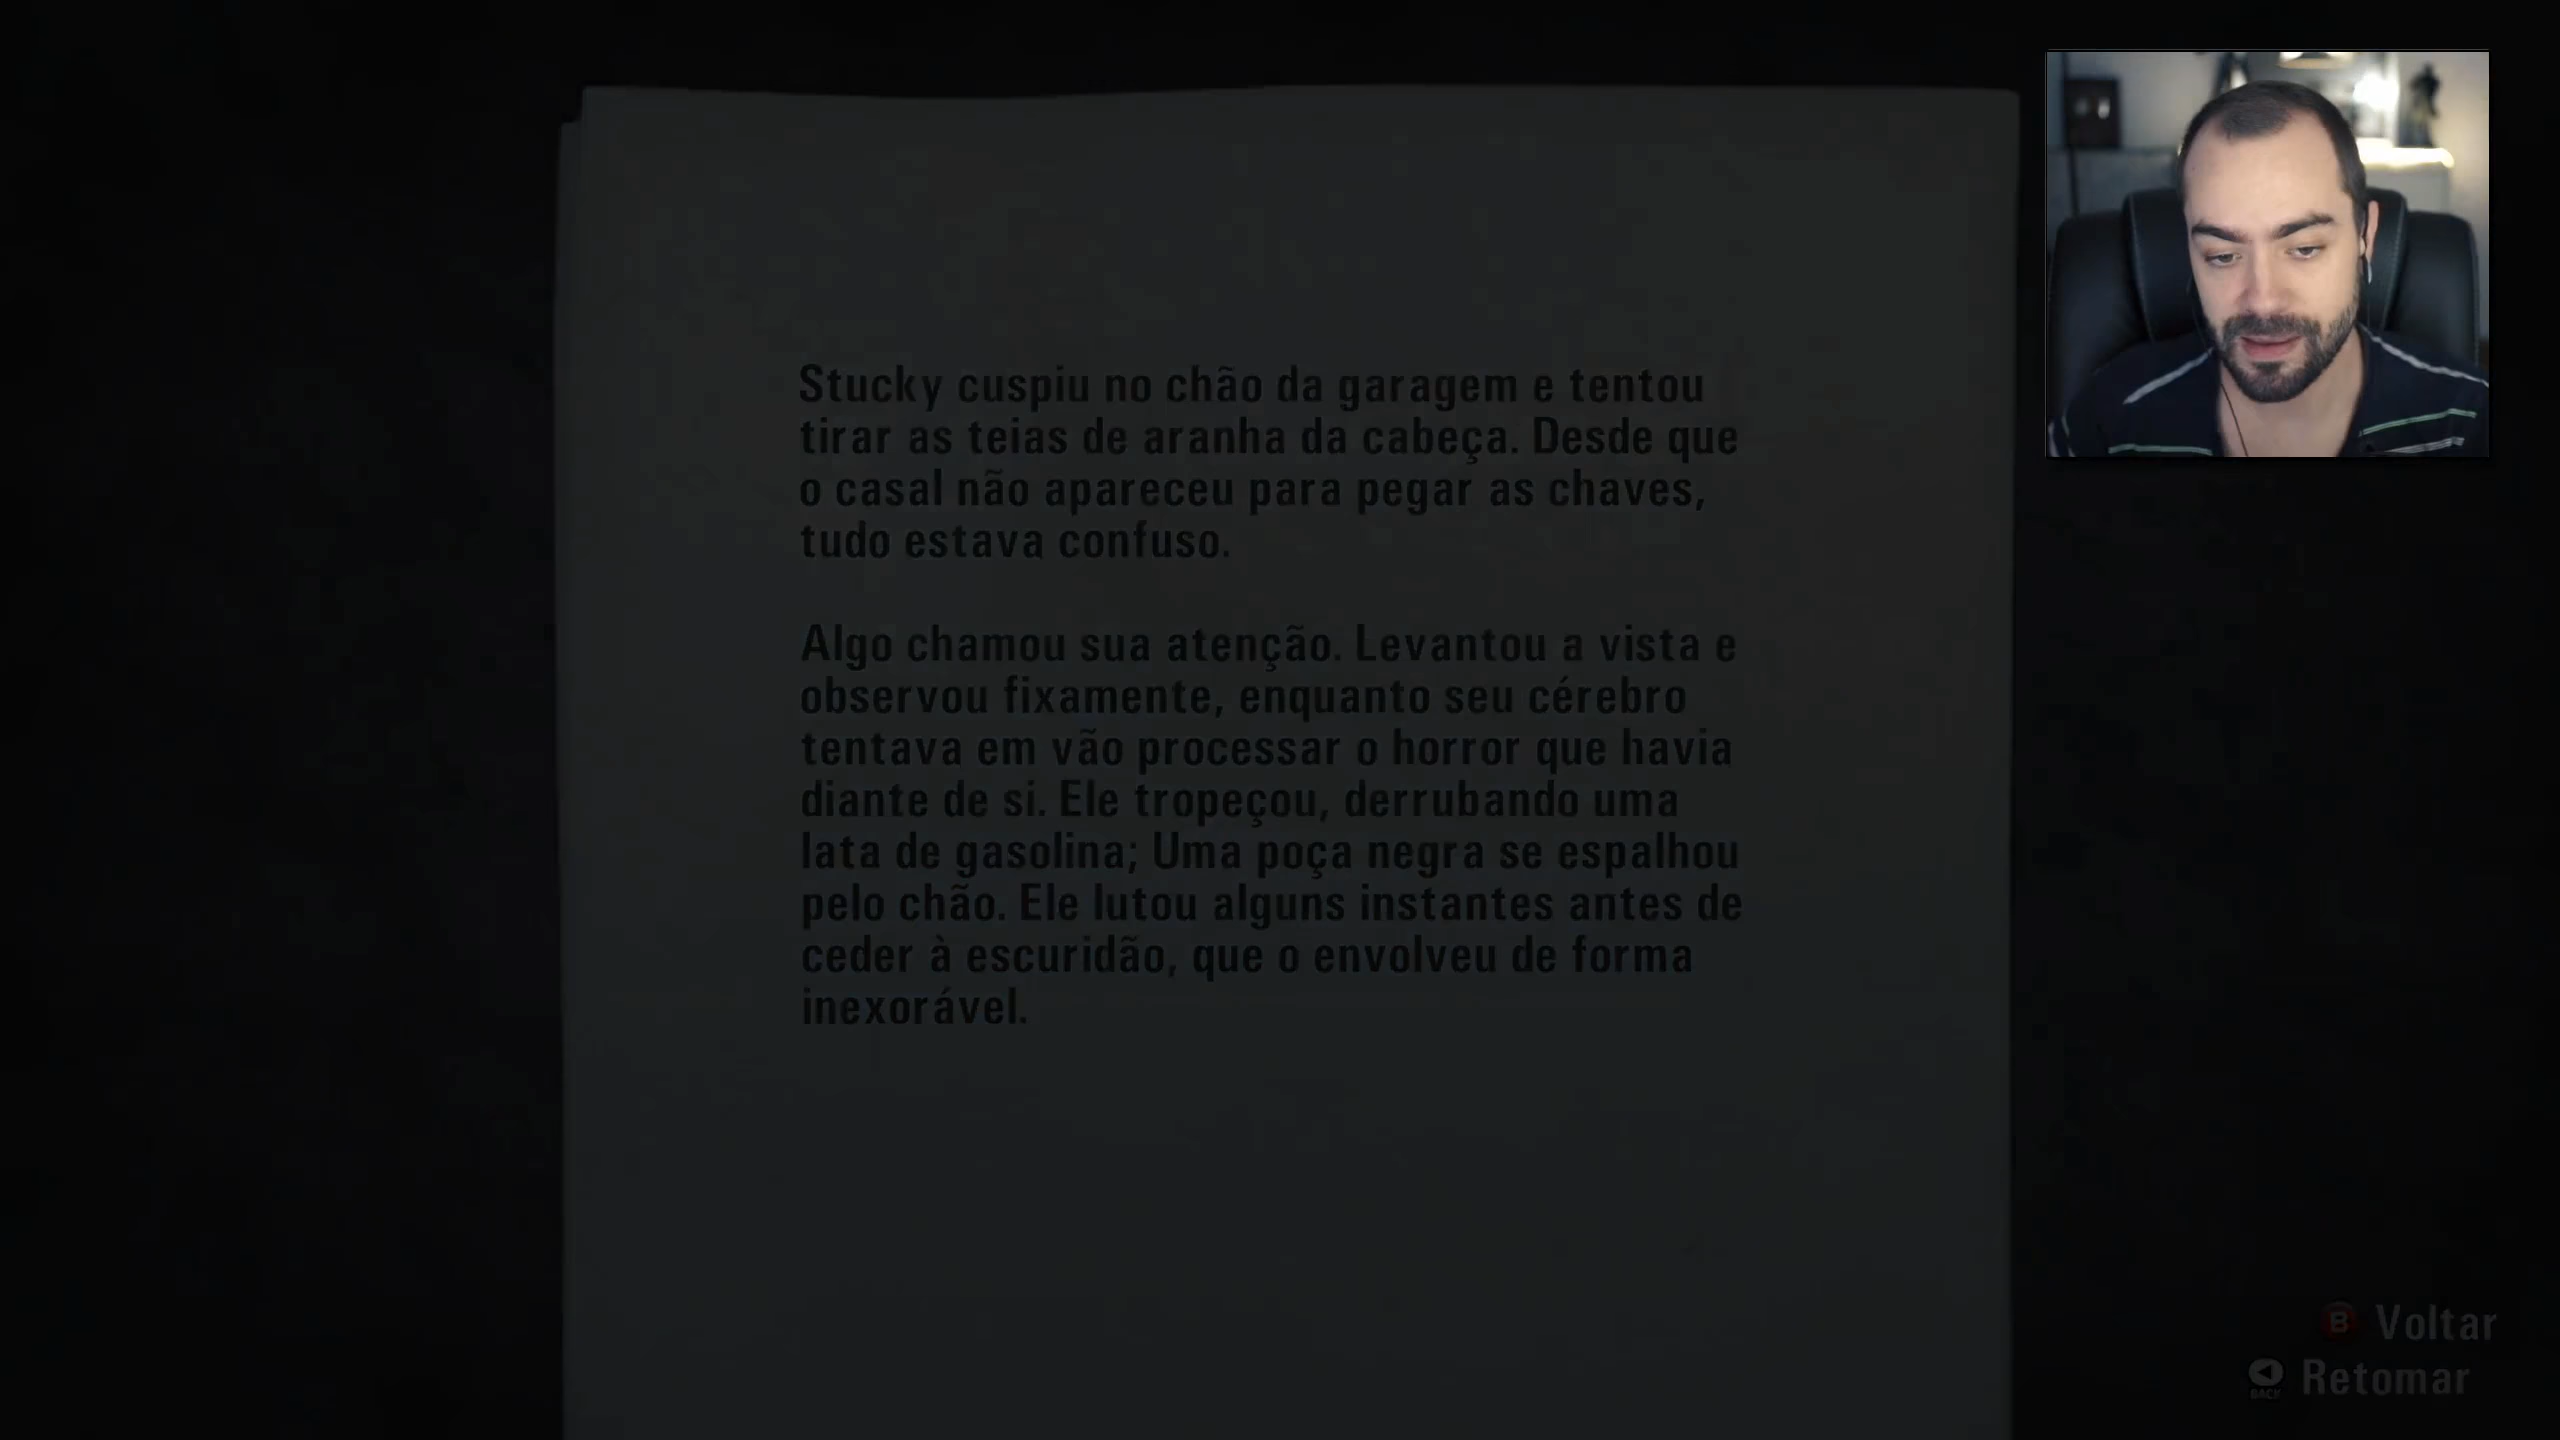 Stucky cuspiu no chão da garagem e tentou
tirar as teias de aranha da cabeça. Desde que
o casal não apareceu para pegar as chaves,
tudo estava confuso.
Algo chamou sua atenção. Levantou a vista e
observou fixamente, enquanto seu cérebro
tentava em vão processar o horror que havia
diante de si. Ele tropeçou, derrubando uma
lata de gasolina; Uma poça negra se espalhou
pelo chão. Ele lutou alguns instantes antes de
ceder à escuridão, que o envolveu de forma
inexorável.
B Voltar
BACK Retomar